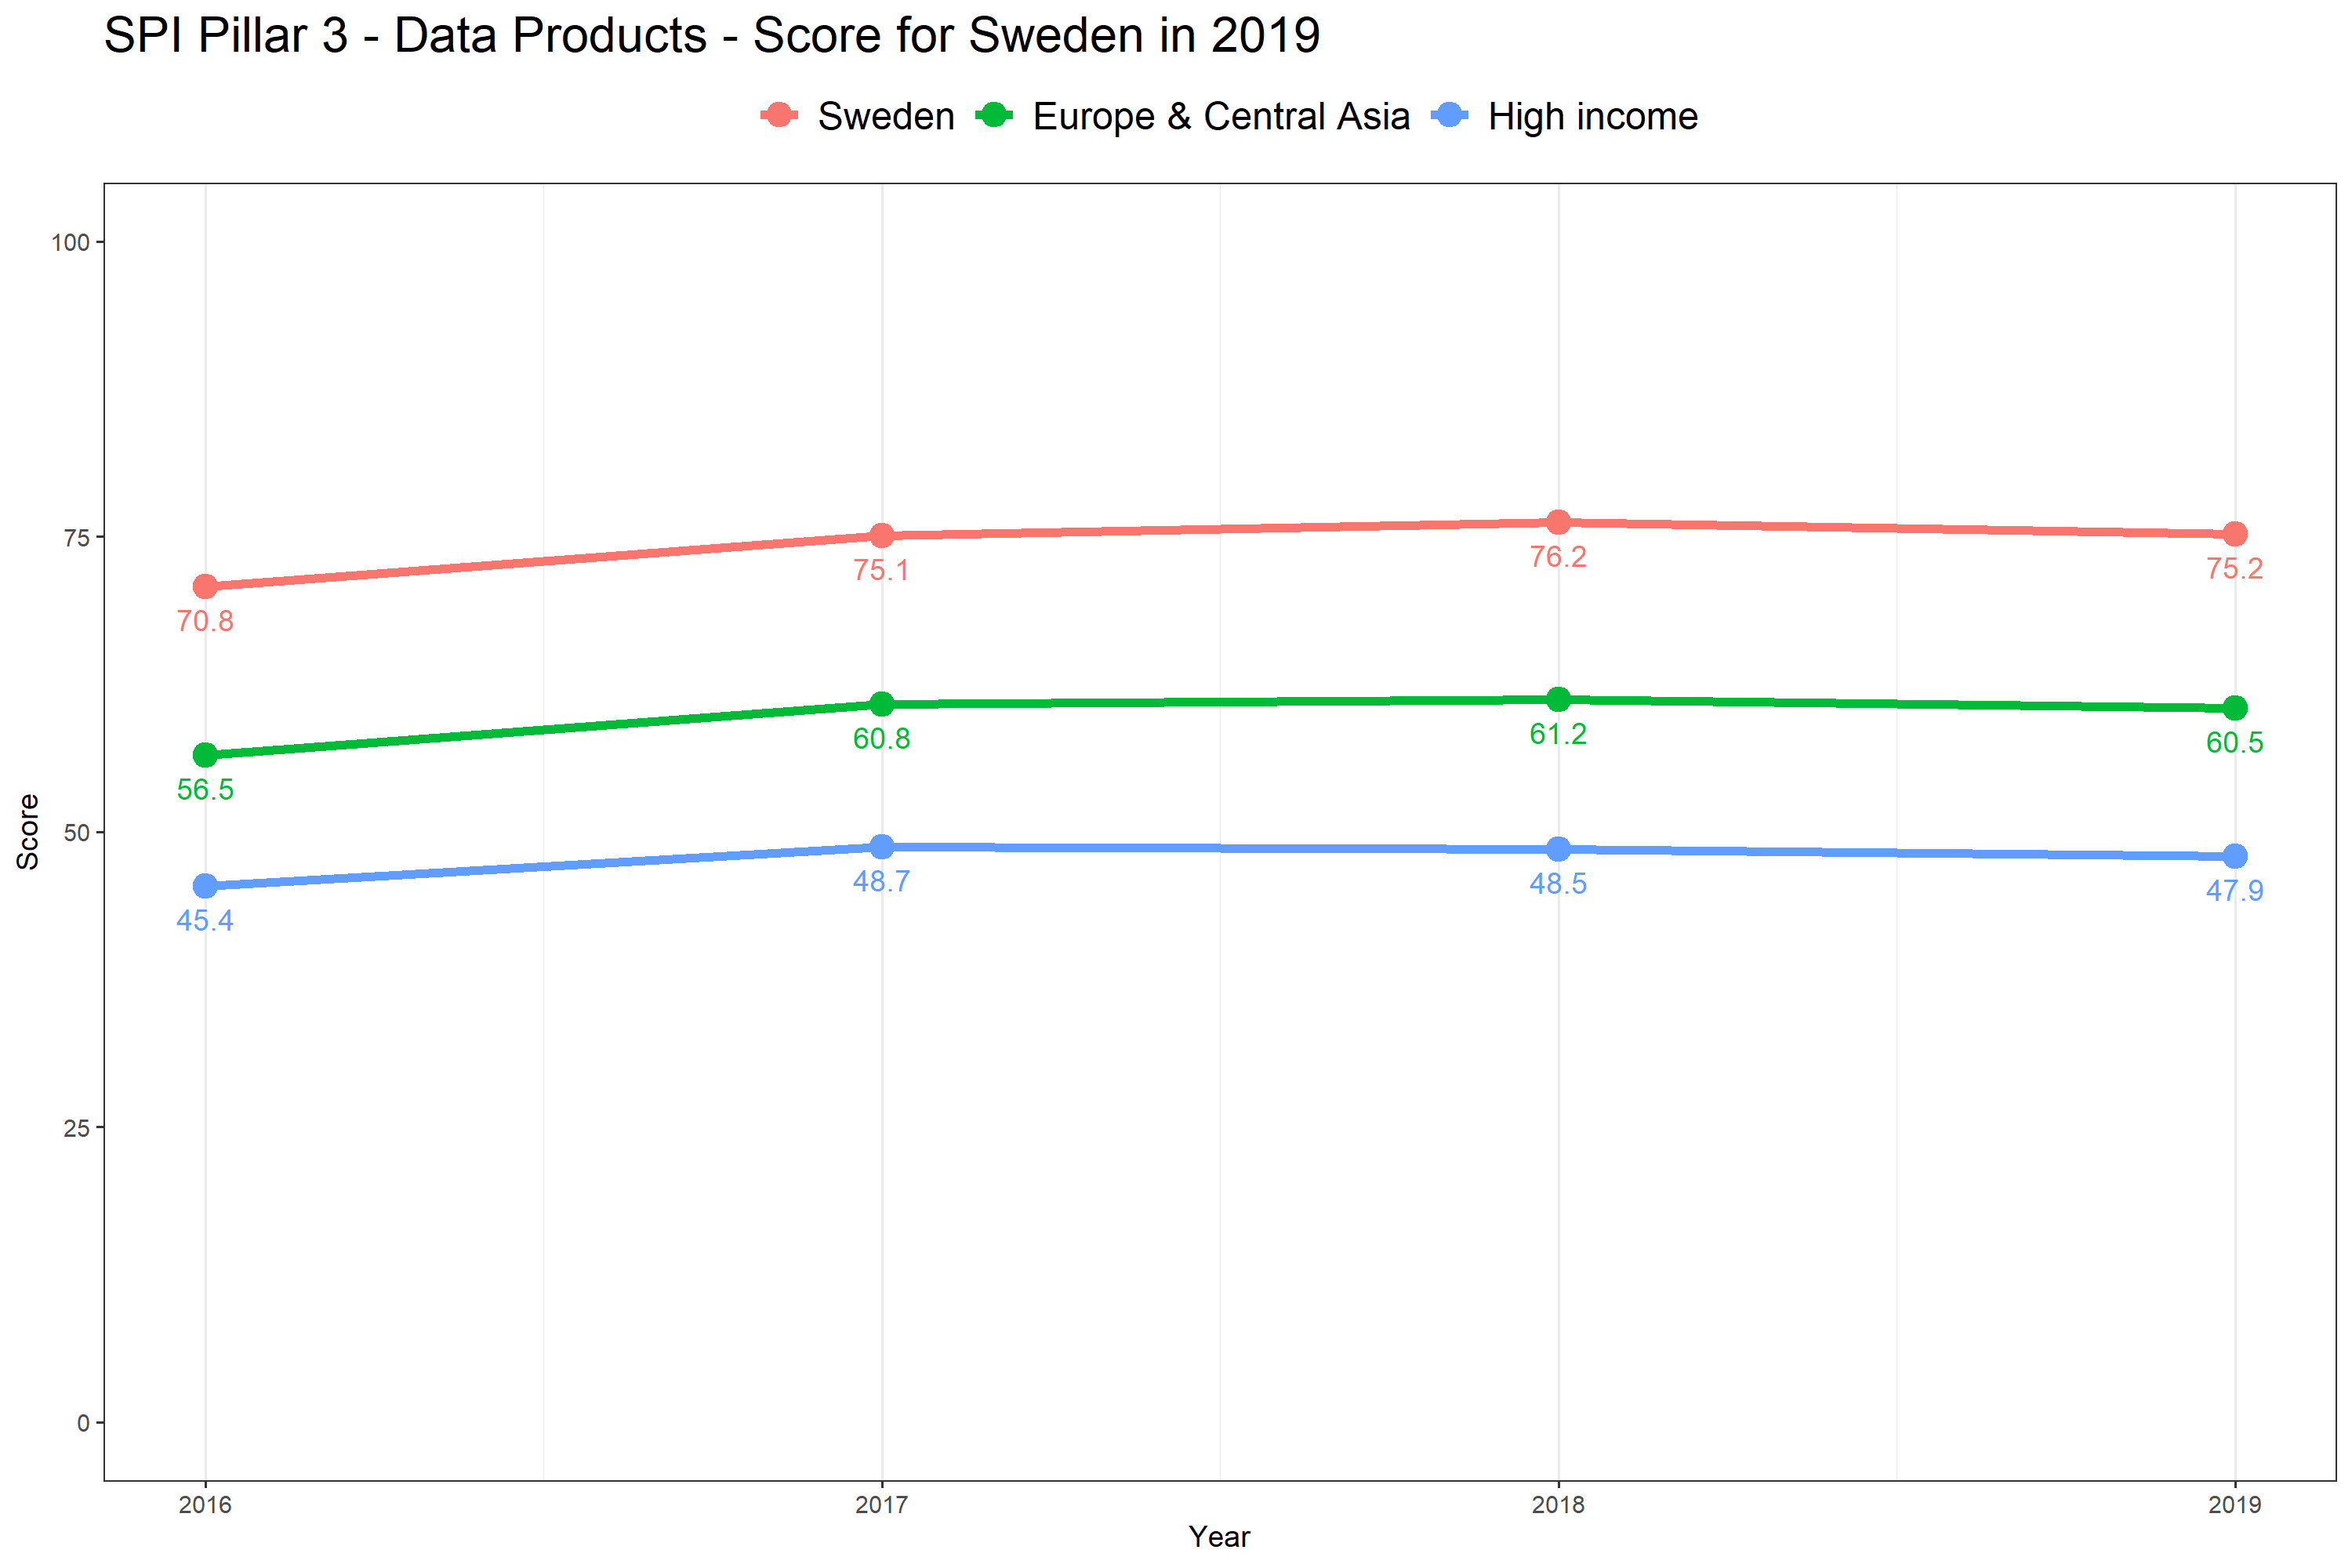 SPI Pillar 3 - Data Products - Score for Sweden in 2019
Sweden Europe & Central Asia High income
100
75
50
25
0
Score
70.8 75.1 76.2 75.2
56.5 60.8 61.2 60.5
45.4 48.7 48.5 47.9
2016 2017 2018 2019
Year